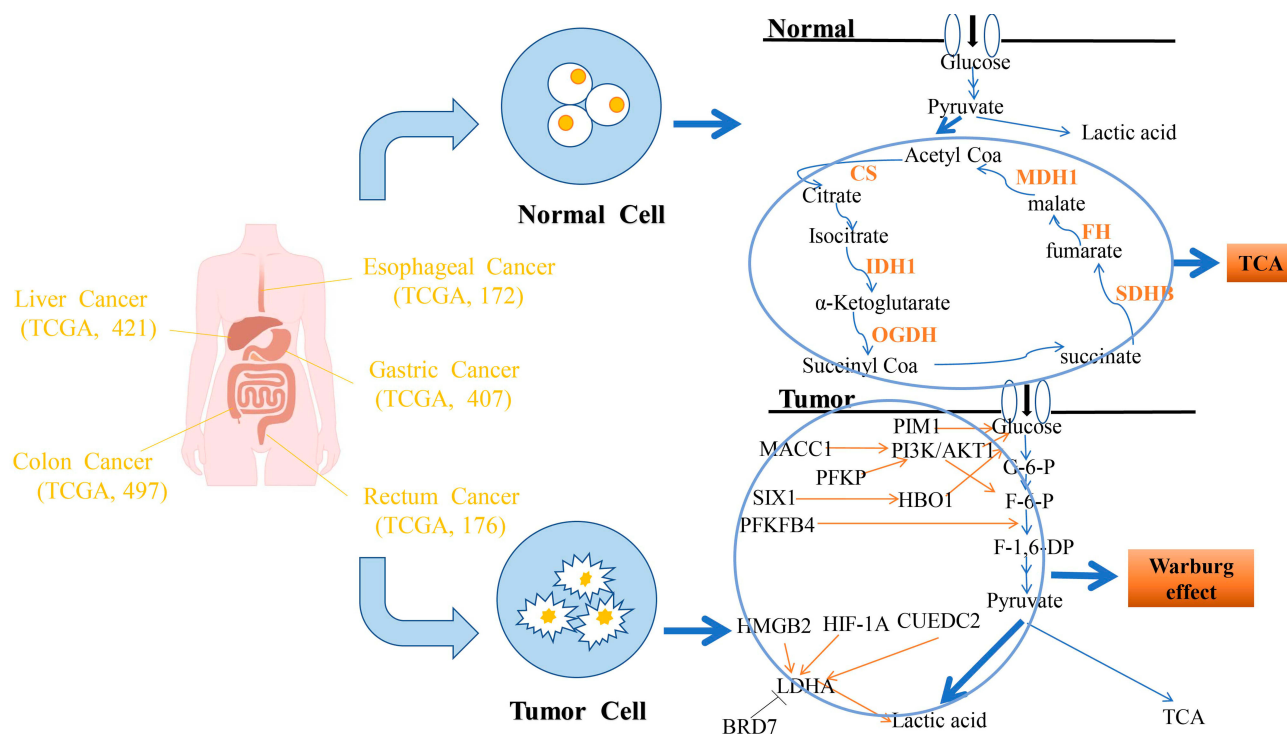 Normal
Glucose
Pyruvate
Lactic acid
Acetyl Coa
CS
MDH1
Citrate
malate
Isocitrate
FH
fumarate
IDH1
TCA
SDHB
α-Ketoglutarate
OGDH
Succinyl Coa
succinate
Normal Cell
Esophageal Cancer
(TCGA, 172)
Liver Cancer
(TCGA, 421)
Gastric Cancer
(TCGA, 407)
Colon Cancer
(TCGA, 497)
Rectum Cancer
(TCGA, 176)
Tumor Cell
Tumor
PIM1
Glucose
MACC1
PI3K/AKT1
G-6-P
PFKP
SIX1
HBO1
F-6-P
PFKFB4
F-1,6-DP
Warburg
effect
Pyruvate
HMGB2
HIF-1A
CUEDC2
LDHA
BRD7
Lactic acid
TCA